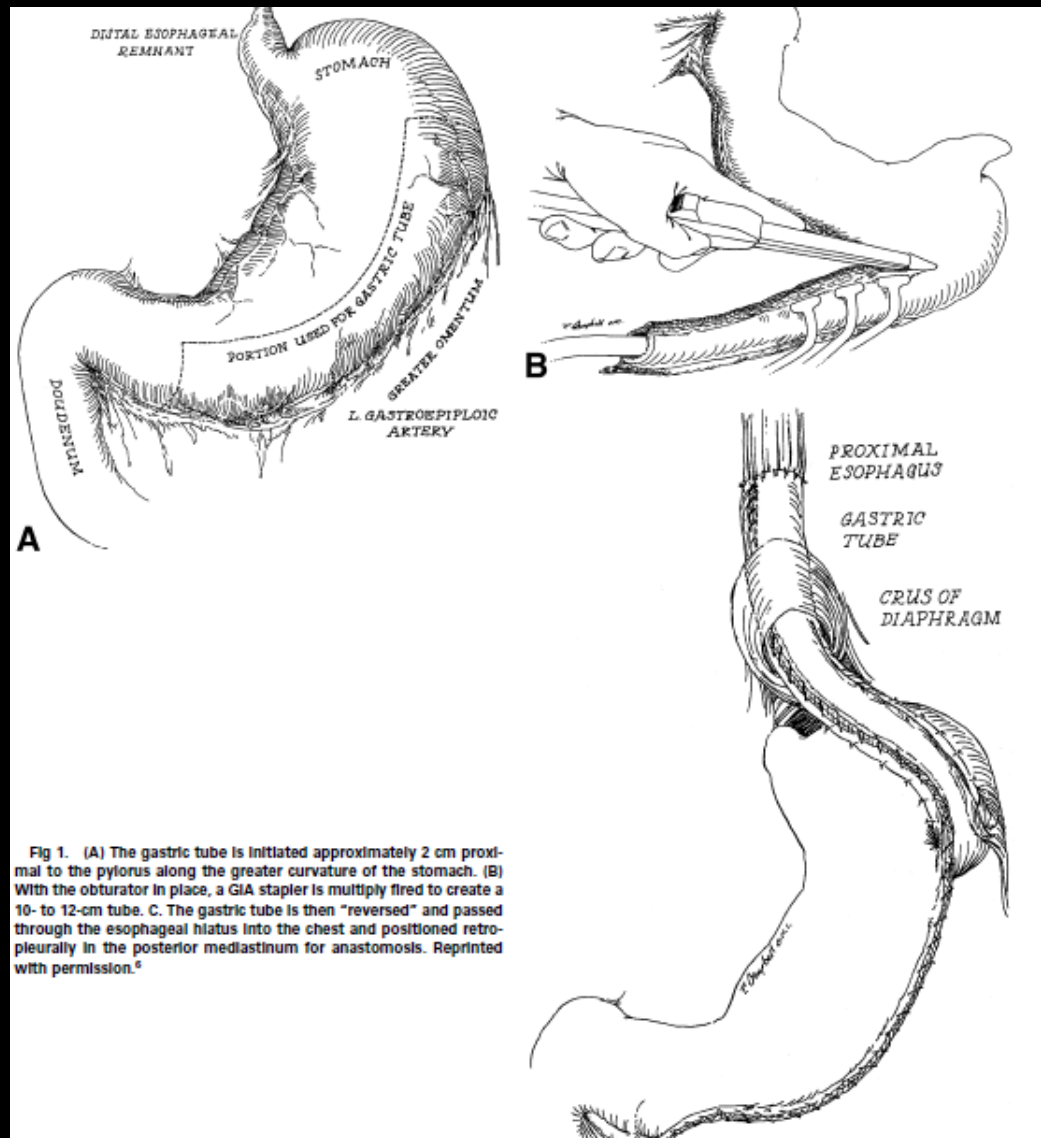 DISTAL ESOPHAGEAL
REMNANT
STOMACH
PORTION USED FOR GASTRIC TUBE
GREATER OMENTUM
L. GASTROEPIPLOIC
ARTERY
DOUDENUM
A
B
PROXIMAL
ESOPHAGUS
GASTRIC
TUBE
CRUS OF
DIAPHRAGM
Fig 1. (A) The gastric tube is initiated approximately 2 cm proxi-
mal to the pylorus along the greater curvature of the stomach. (B)
With the obturator in place, a GIA stapler is multiply fired to create a
10- to 12-cm tube. C. The gastric tube is then “reversed” and passed
through the esophageal hiatus into the chest and positioned retro-
pleurally in the posterior mediastinum for anastomosis. Reprinted
with permission.⁶